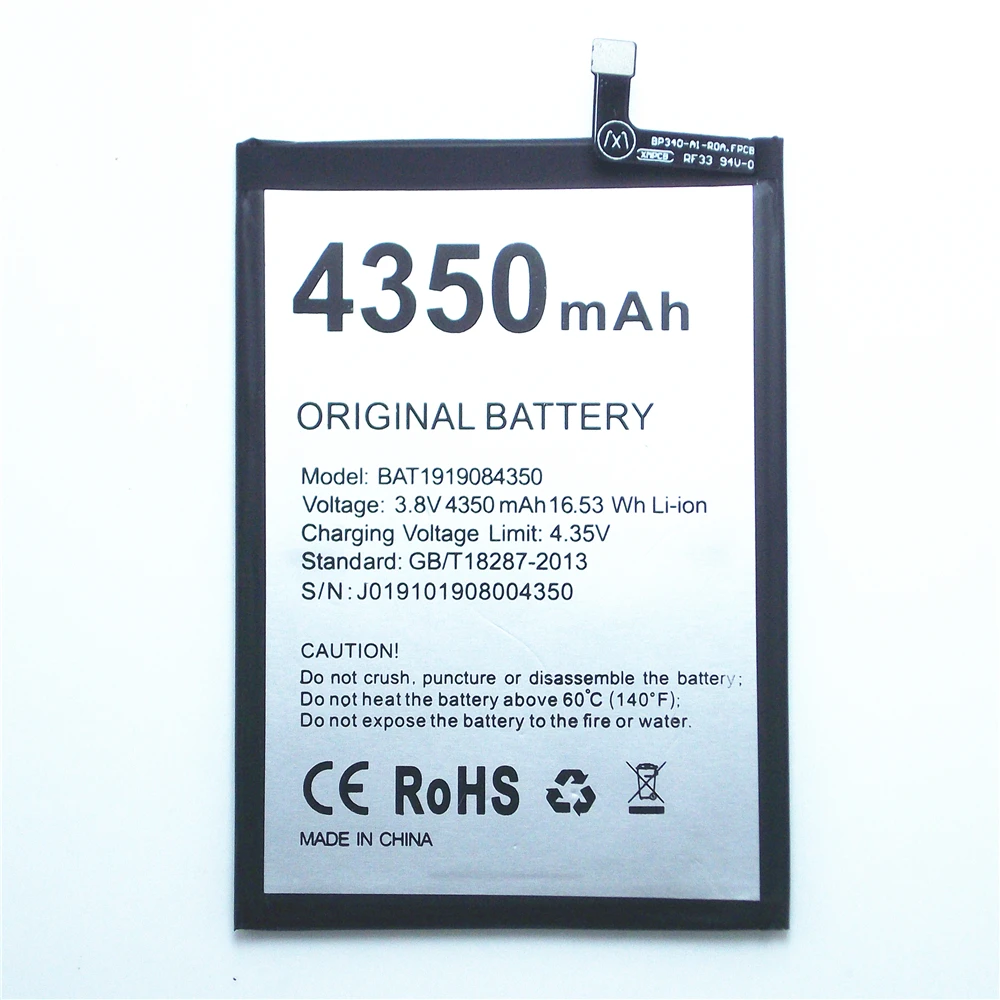 BP340-A1-R0A.FPCB
XMPCB RF33 94V-0
4350mAh
ORIGINAL BATTERY
Model: BAT1919084350
Voltage: 3.8V 4350 mAh 16.53 Wh Li-ion
Charging Voltage Limit: 4.35V
Standard: GB/T18287-2013
S/N: J019101908004350
CAUTION!
Do not crush, puncture or disassemble the battery;
Do not heat the battery above 60°C (140°F);
Do not expose the battery to the fire or water.
CE RoHS
MADE IN CHINA